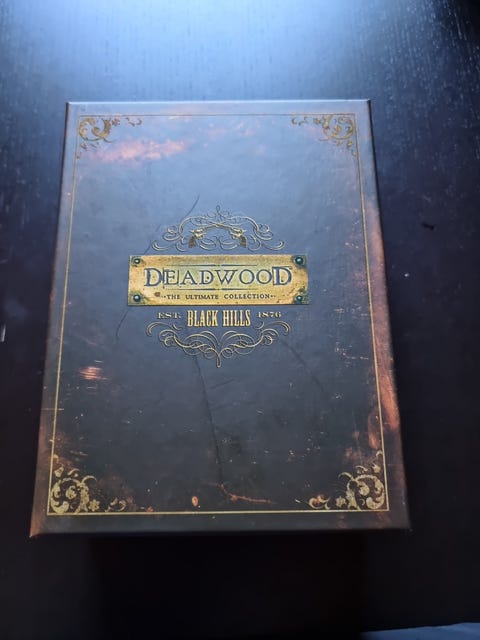 DEADWOOD
THE ULTIMATE COLLECTION
EST. BLACK HILLS 1876